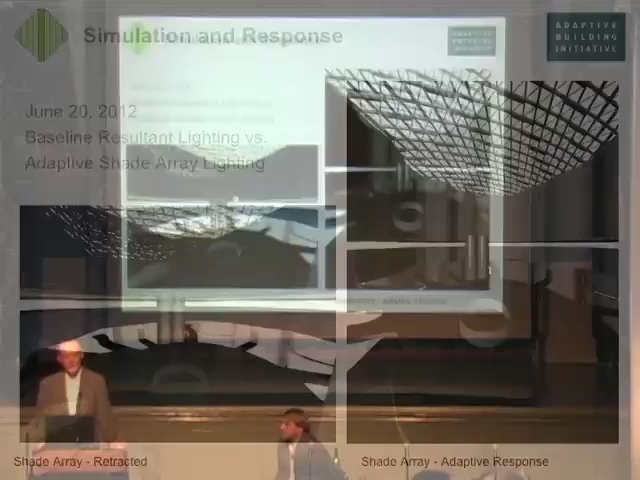 Simulation and Response
ADAPTIVE
BUILDING
INITIATIVE
June 20, 2012
Baseline Resultant Lighting vs.
Adaptive Shade Array Lighting
Shade Array - Retracted
Shade Array - Adaptive Response